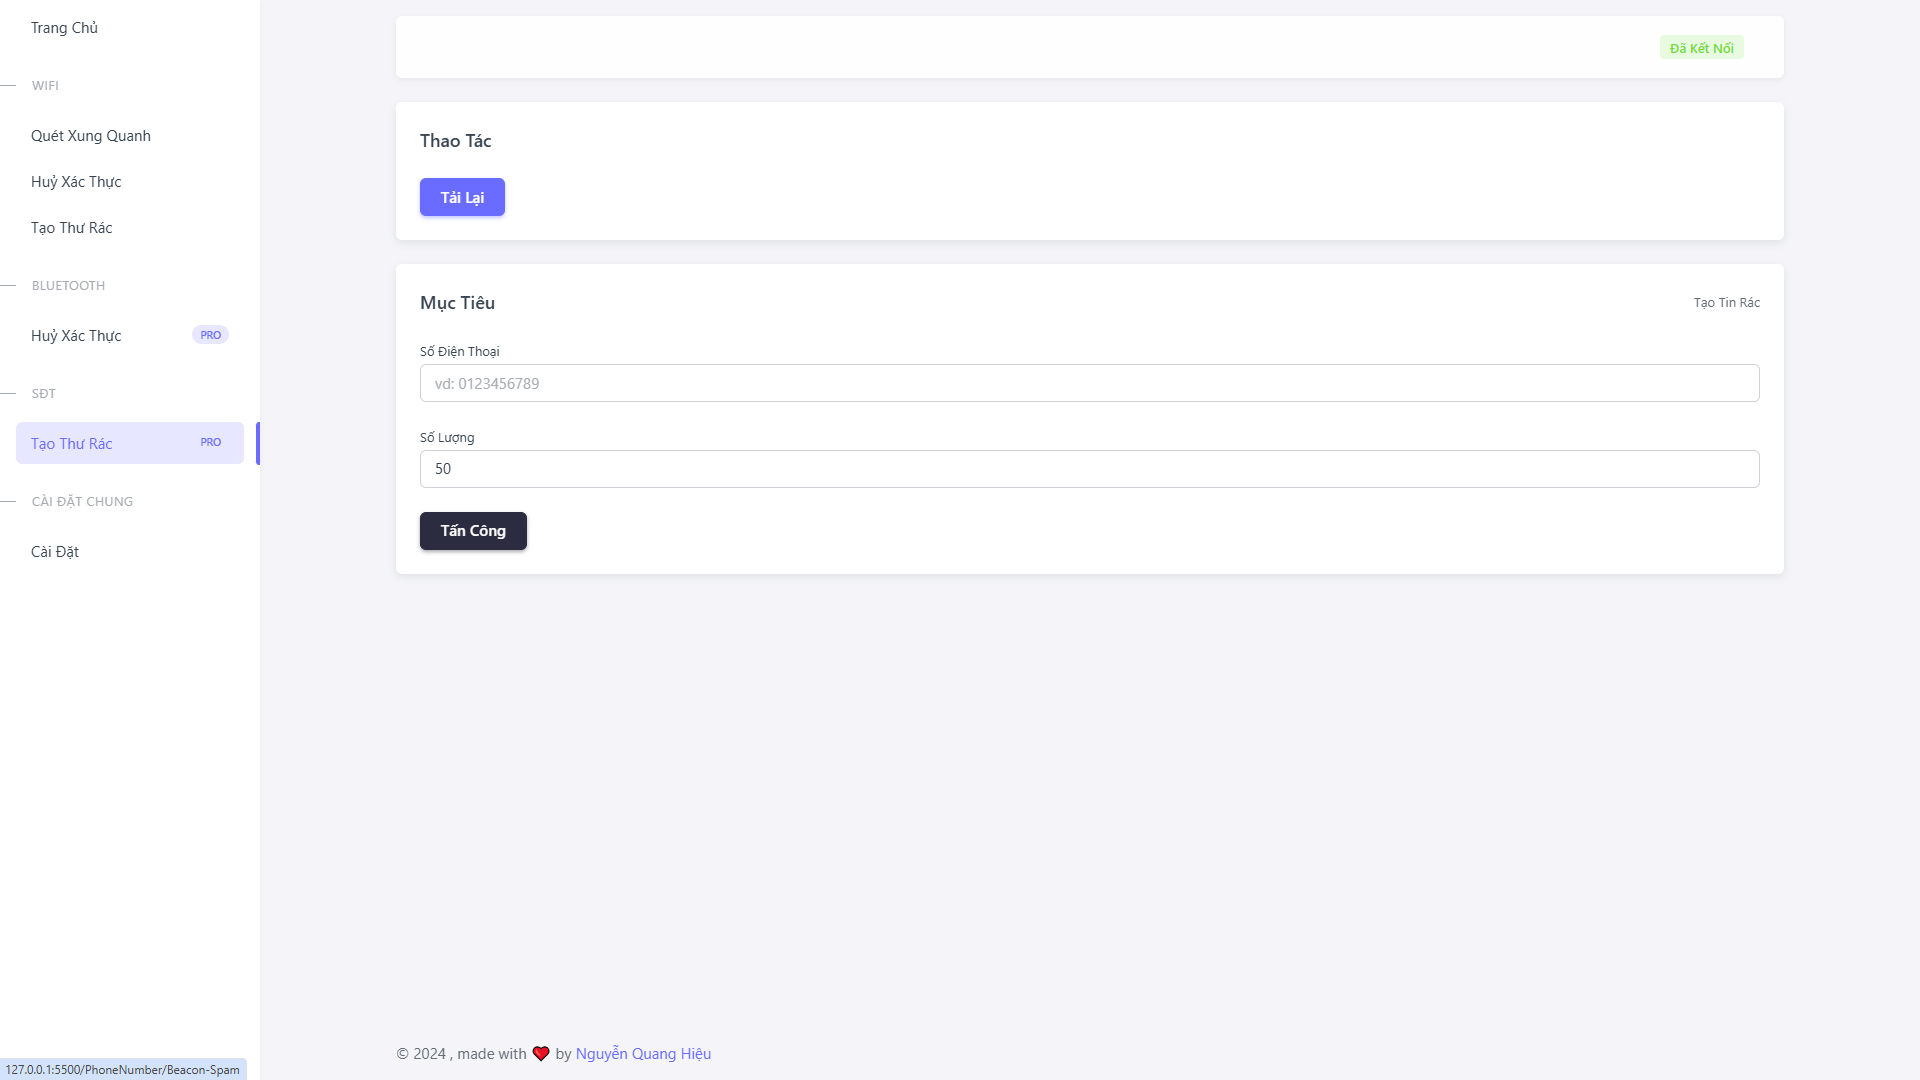 Trang Chủ
WIFI
Quét Xung Quanh
Huỷ Xác Thực
Tạo Thư Rác
BLUETOOTH
Huỷ Xác Thực PRO
SĐT
Tạo Thư Rác PRO
CÀI ĐẶT CHUNG
Cài Đặt
Đã Kết Nối
Thao Tác
Tải Lại
Mục Tiêu
Tạo Tin Rác
Số Điện Thoại
vd: 0123456789
Số Lượng
50
Tấn Công
© 2024 , made with ❤️ by Nguyễn Quang Hiệu
127.0.0.1:5500/PhoneNumber/Beacon-Spam